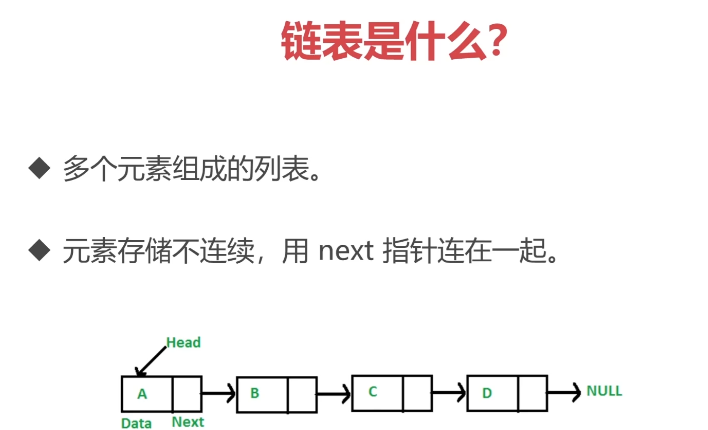 链表是什么?
◆ 多个元素组成的列表。
◆ 元素存储不连续，用 next 指针连在一起。
Head
A B C D NULL
Data Next